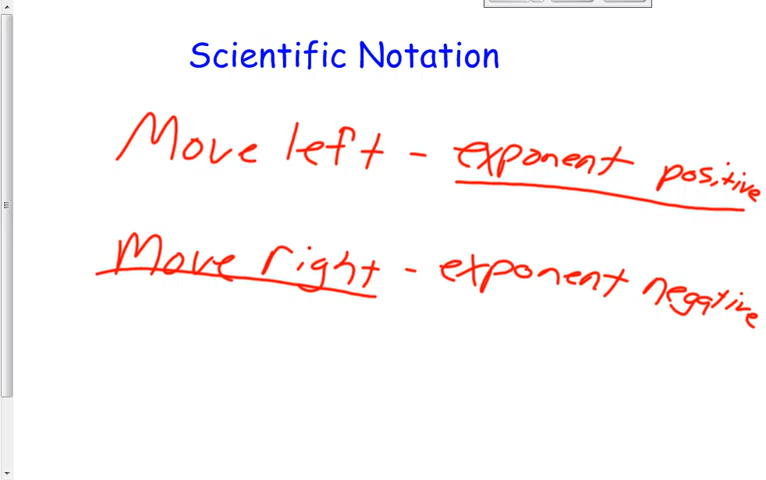 Scientific Notation
Move left - exponent positive
Move right - exponent negative